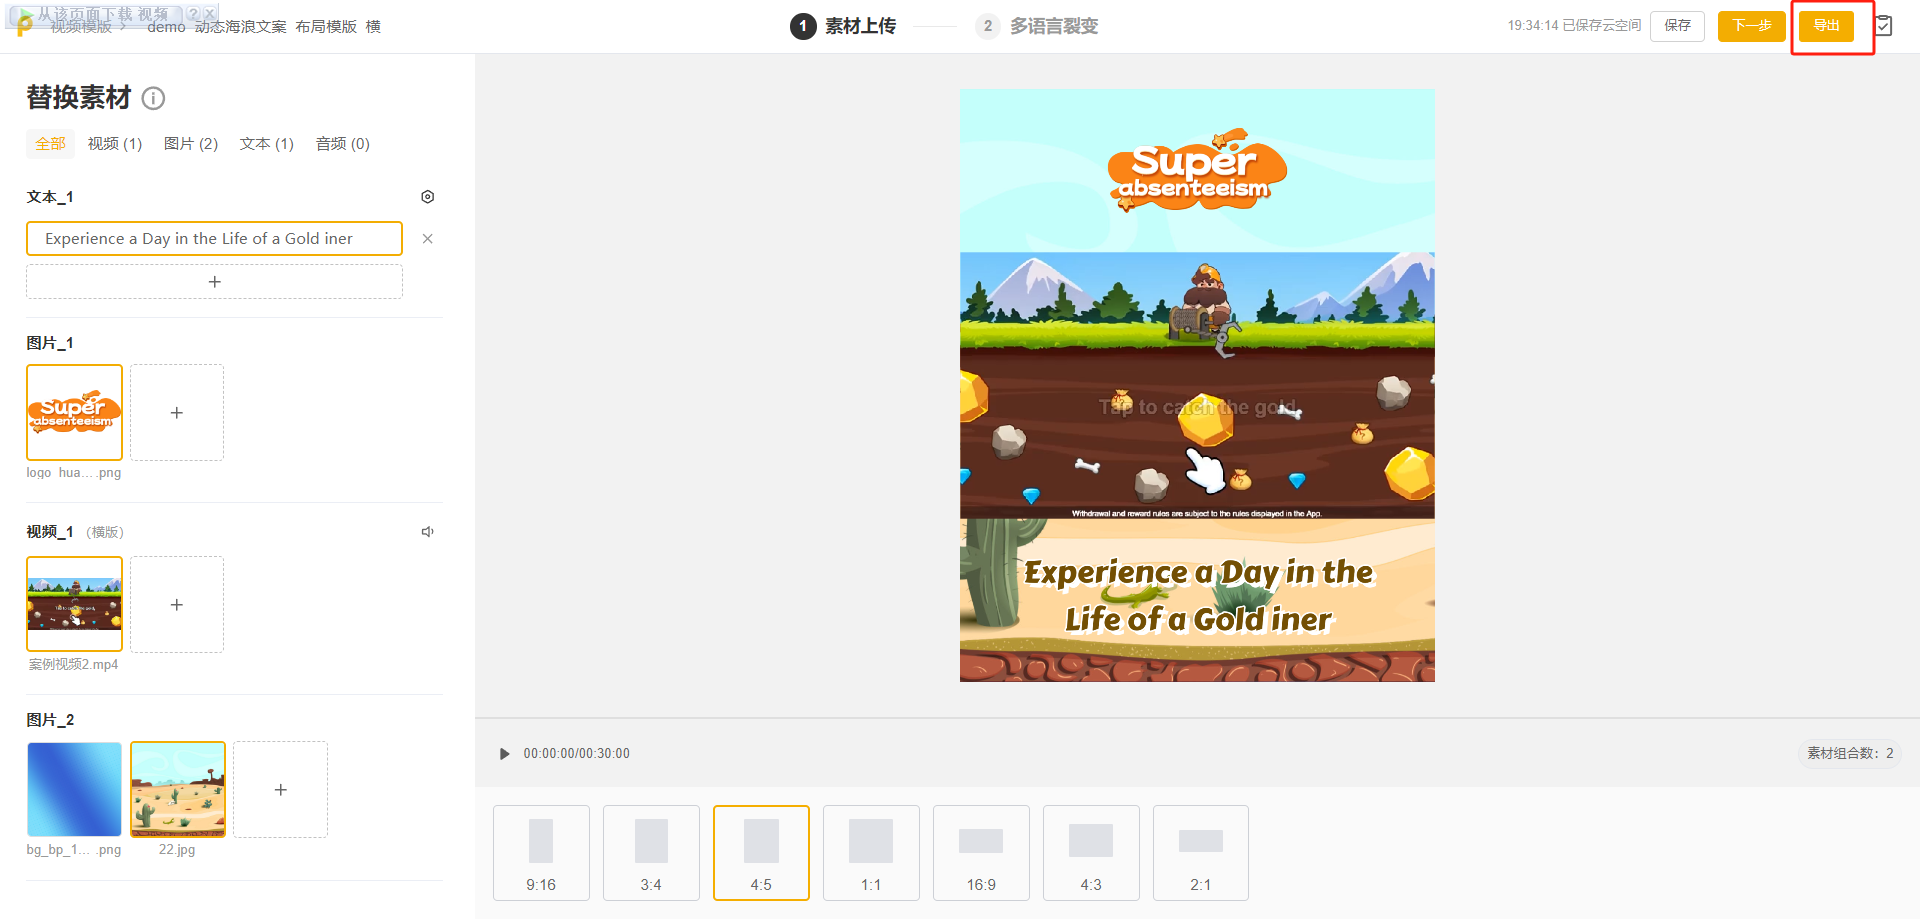 从该页面下载 视频 ? X
视频模版 > demo 动态海浪文案 布局模版 横
1 素材上传
2 多语言裂变
19:34:14 已保存云空间
保存
下一步
导出
替换素材
全部 视频 (1) 图片 (2) 文本 (1) 音频 (0)
文本_1
Experience a Day in the Life of a Gold iner
图片_1
Super
absenteeism
logo_hua... .png
视频_1 (横版)
案例视频2.mp4
图片_2
bg_bp_1... .png
22.jpg
Super
absenteeism
Tap to catch the gold
Withdrawal and reward rules are subject to the rules displayed in the App.
Experience a Day in the
Life of a Gold iner
00:00:00/00:30:00
素材组合数: 2
9:16
3:4
4:5
1:1
16:9
4:3
2:1